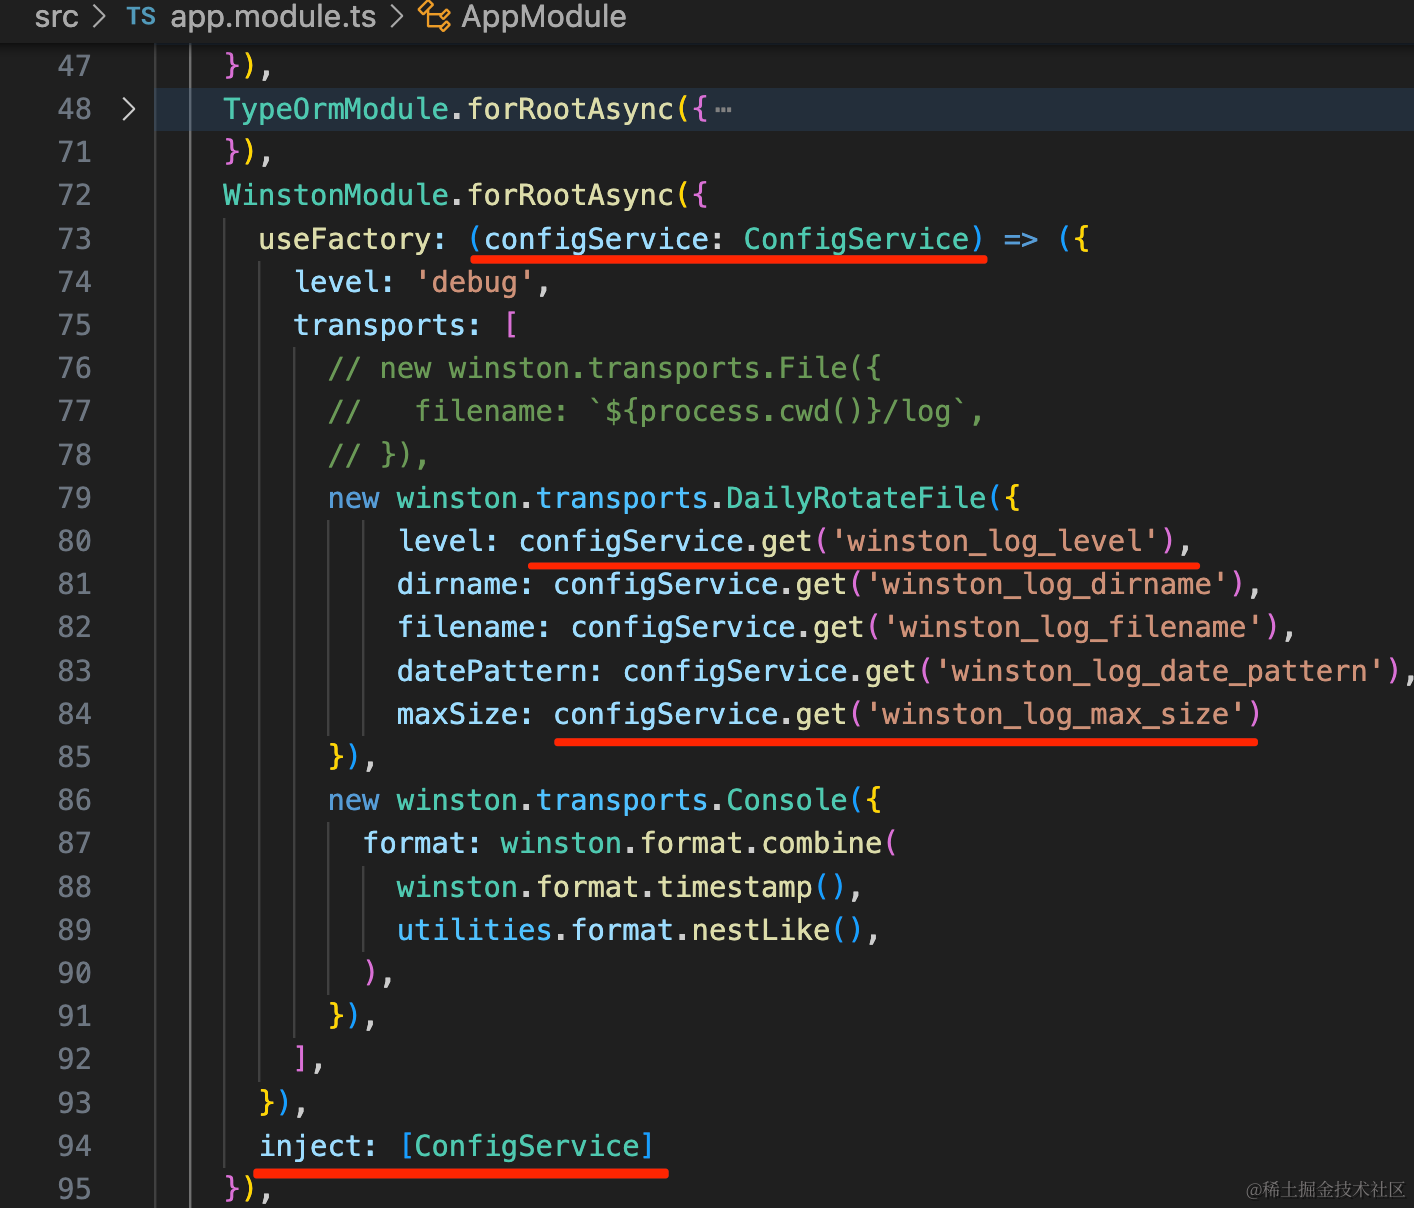 src > TS app.module.ts > AppModule
47 }),
48 > TypeOrmModule.forRootAsync({ …
71 }),
72 WinstonModule.forRootAsync({
73 useFactory: (configService: ConfigService) => ({
74 level: 'debug',
75 transports: [
76 // new winston.transports.File({
77 //   filename: `${process.cwd()}/log`,
78 // }),
79 new winston.transports.DailyRotateFile({
80 level: configService.get('winston_log_level'),
81 dirname: configService.get('winston_log_dirname'),
82 filename: configService.get('winston_log_filename'),
83 datePattern: configService.get('winston_log_date_pattern'),
84 maxSize: configService.get('winston_log_max_size')
85 }),
86 new winston.transports.Console({
87 format: winston.format.combine(
88 winston.format.timestamp(),
89 utilities.format.nestLike(),
90 ),
91 }),
92 ],
93 }),
94 inject: [ConfigService]
95 }),
@稀土掘金技术社区